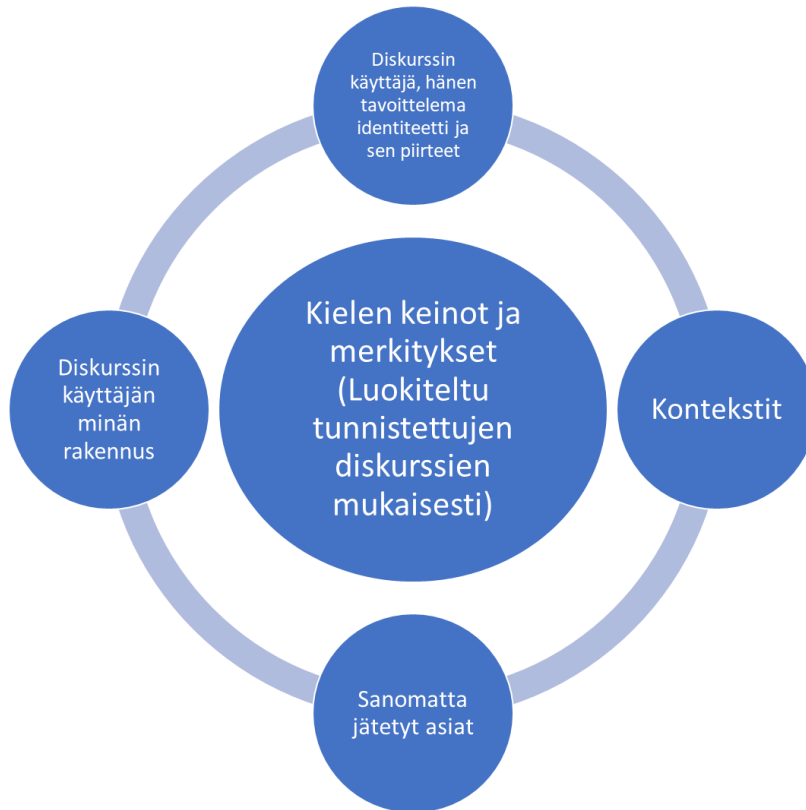 Diskurssin
käyttäjä, hänen
tavoittelema
identiteetti ja
sen piirteet
Kielen keinot ja
merkitykset
(Luokiteltu
tunnistettujen
diskurssien
mukaisesti)
Diskurssin
käyttäjän
minän
rakennus
Kontekstit
Sanomatta
jätetyt asiat